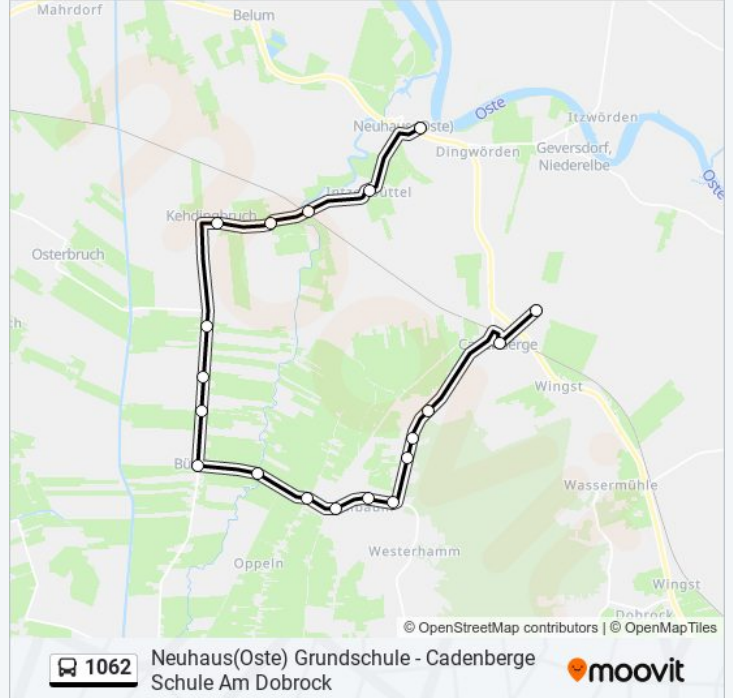 Mahrdorf
Belum
Oste
Itzwörden
Neuhaus (Oste)
Dingwörden
Geversdorf,
Niederelbe
Oste
Kehdingbruch
Osterbruch
Wingst
Wassermühle
Westerhamm
Oppeln
Wingst
Dobrock
© OpenStreetMap contributors | © OpenMapTiles
1062
Neuhaus(Oste) Grundschule - Cadenberge
Schule Am Dobrock
moovit